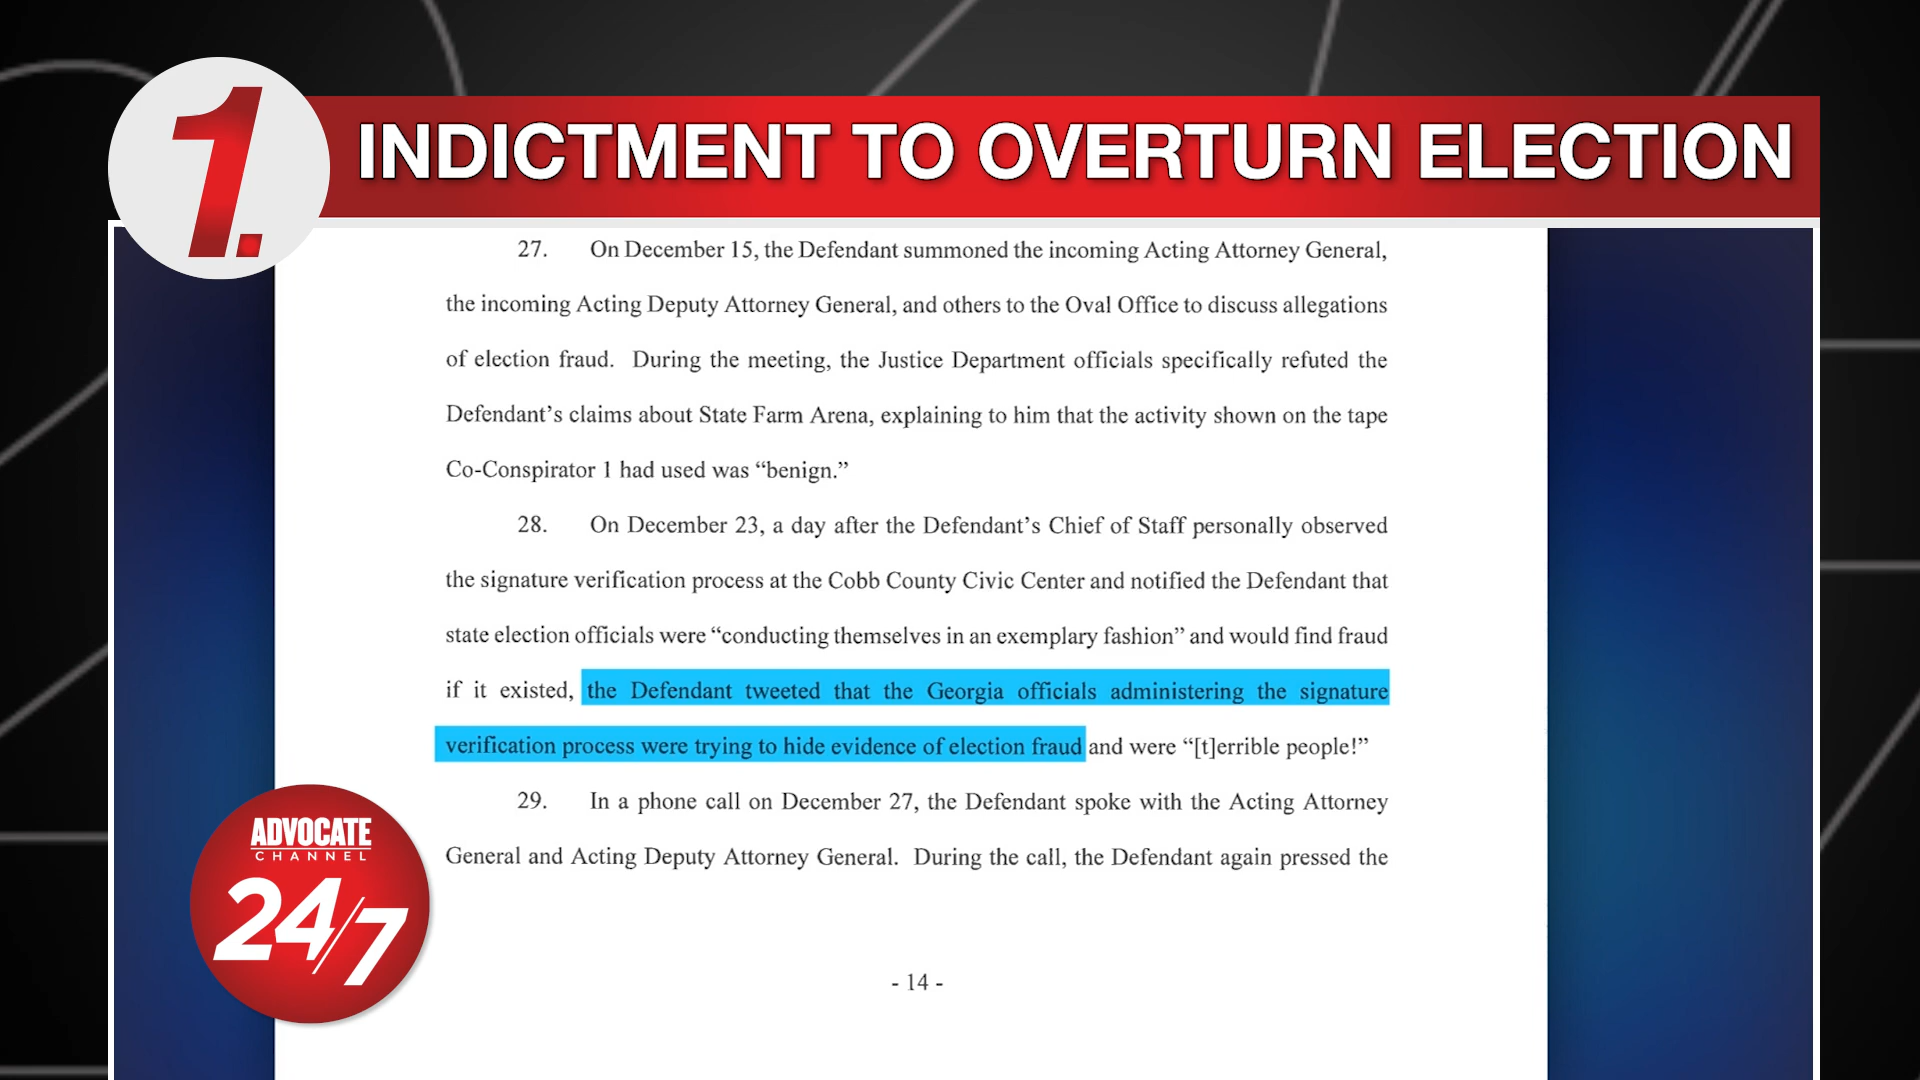 1.
INDICTMENT TO OVERTURN ELECTION
27. On December 15, the Defendant summoned the incoming Acting Attorney General,
the incoming Acting Deputy Attorney General, and others to the Oval Office to discuss allegations
of election fraud. During the meeting, the Justice Department officials specifically refuted the
Defendant’s claims about State Farm Arena, explaining to him that the activity shown on the tape
Co-Conspirator 1 had used was “benign.”
28. On December 23, a day after the Defendant’s Chief of Staff personally observed
the signature verification process at the Cobb County Civic Center and notified the Defendant that
state election officials were “conducting themselves in an exemplary fashion” and would find fraud
if it existed, the Defendant tweeted that the Georgia officials administering the signature
verification process were trying to hide evidence of election fraud and were “[t]errible people!”
29. In a phone call on December 27, the Defendant spoke with the Acting Attorney
General and Acting Deputy Attorney General. During the call, the Defendant again pressed the
- 14 -
ADVOCATE
CHANNEL
24/7